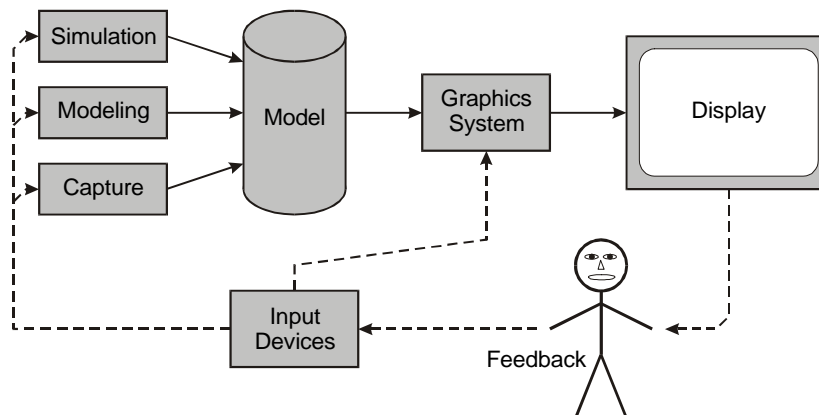 Simulation
Modeling
Capture
Model
Graphics
System
Display
Input
Devices
Feedback